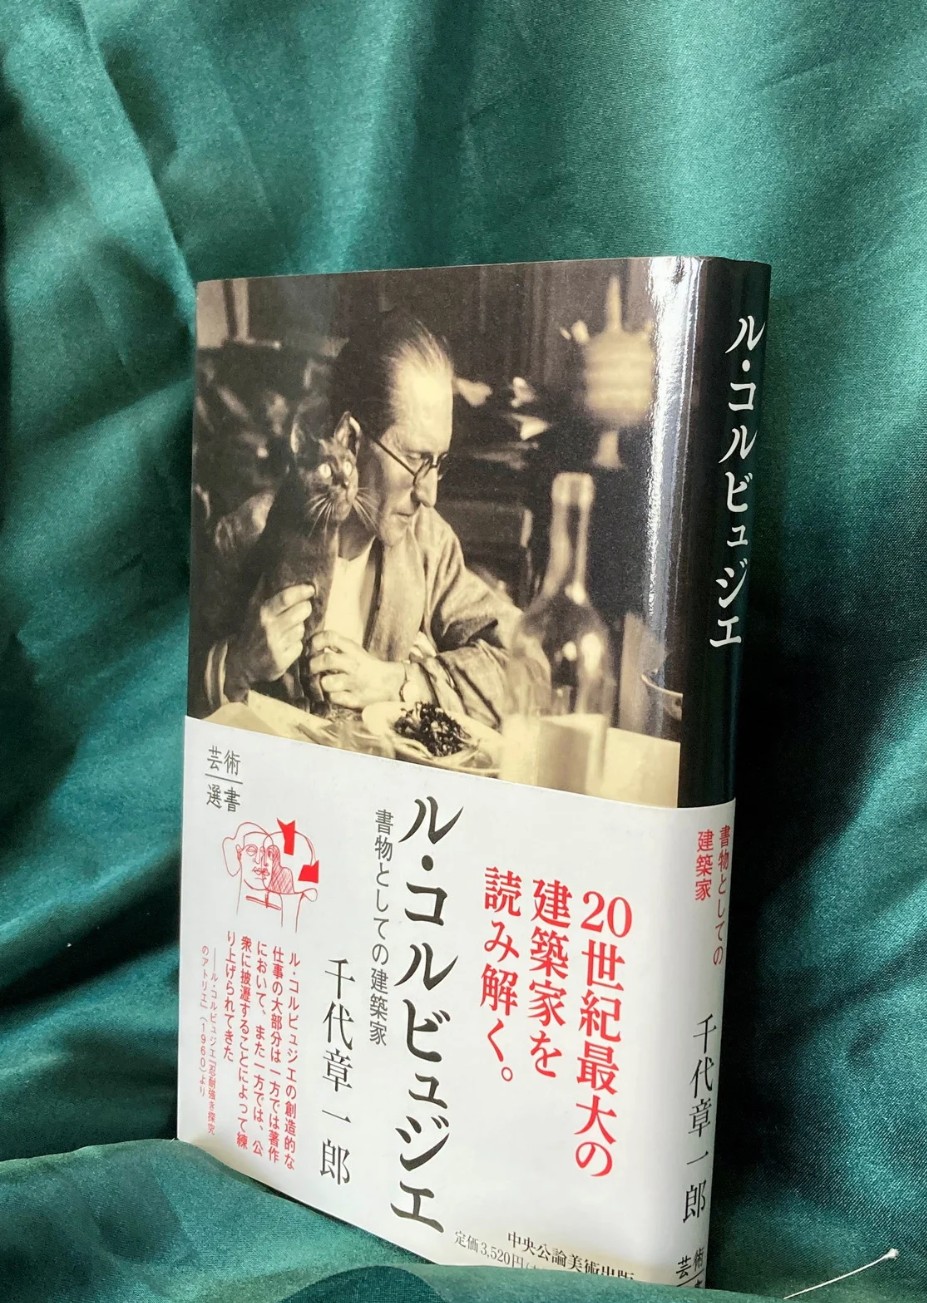 ル・コルビュジエ
書物としての
建築家
千代章一郎
芸術
20世紀最大の
建築家を
読み解く。
ル・コルビュジエ
書物としての建築家
千代章一郎
芸術
選書
ル・コルビュジエの創造的な
仕事の大部分は一方では著作
において、また一方では、公
衆に披瀝することによって練
り上げられてきた
──ル・コルビュジエ『忍耐強き探究
のアトリエ』(1960)より
中央公論美術出版
定価3,520円